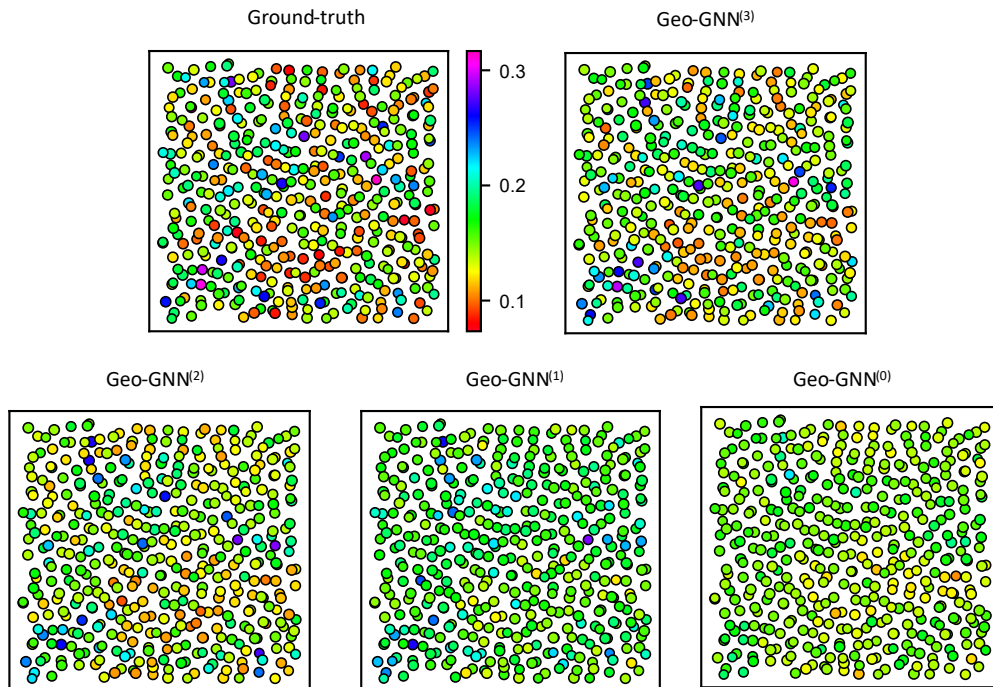 Ground-truth
Geo-GNN(3)
0.3
0.2
0.1
Geo-GNN(2)
Geo-GNN(1)
Geo-GNN(0)